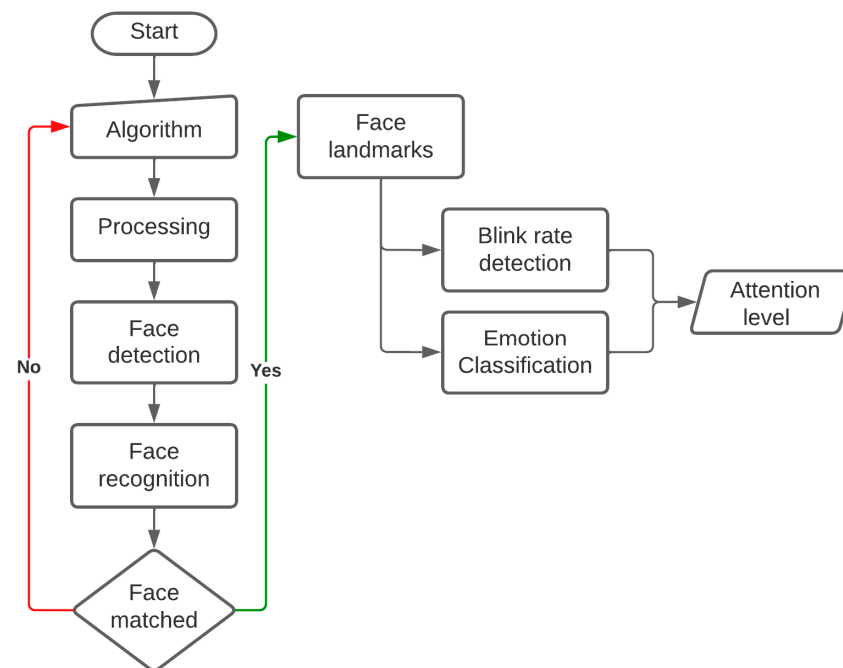 Start
Algorithm
Processing
Face
detection
Face
recognition
Face
matched
No
Yes
Face
landmarks
Blink rate
detection
Emotion
Classification
Attention
level